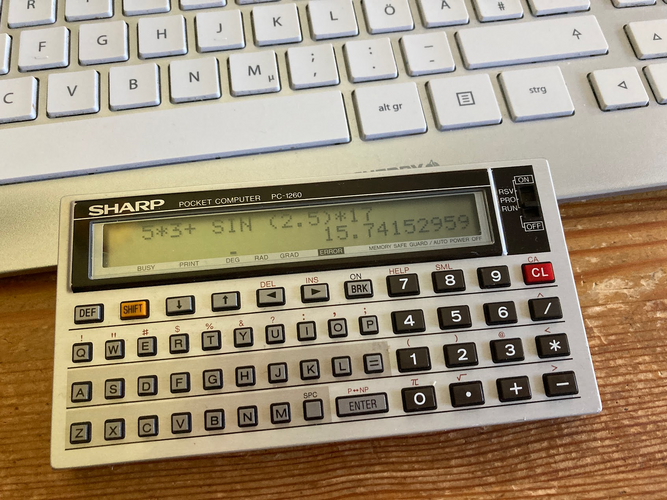 R T Z U I O P Ü *
F G H J K L Ö Ä #
C V B N M µ ; , : . _ -
alt gr strg
SHARP POCKET COMPUTER PC-1260
ON
RSV
PRO
RUN
OFF
5*3+ SIN (2.5)*17
15.74152959
BUSY PRINT DEG RAD GRAD ERROR MEMORY SAFE GUARD / AUTO POWER OFF
DEL INS ON HELP SML CA
DEF SHIFT ↓ ↑ ◄ ► BRK 7 8 9 CL
! " # $ % & : , ; ^
Q W E R T Y U I O P 4 5 6 /
( ) @ <
A S D F G H J K L = 1 2 3 *
SPC P↔NP π √ >
Z X C V B N M ENTER 0 • + −